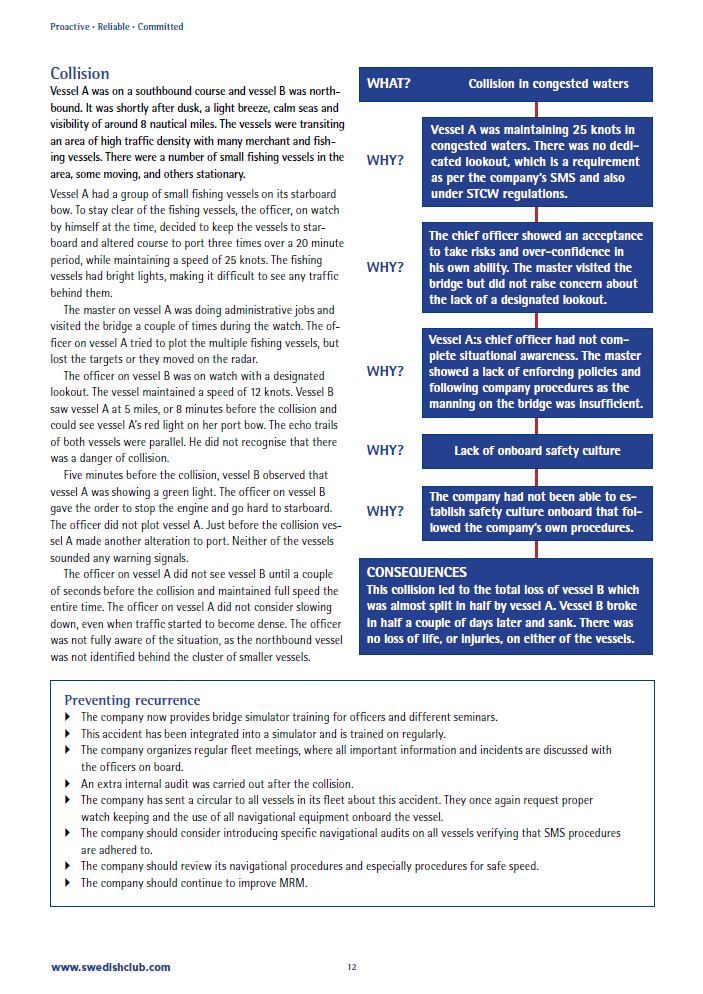 Proactive · Reliable · Committed
Collision
Vessel A was on a southbound course and vessel B was north-
bound. It was shortly after dusk, a light breeze, calm seas and
visibility of around 8 nautical miles. The vessels were transiting
an area of high traffic density with many merchant and fish-
ing vessels. There were a number of small fishing vessels in the
area, some moving, and others stationary.
Vessel A had a group of small fishing vessels on its starboard
bow. To stay clear of the fishing vessels, the officer, on watch
by himself at the time, decided to keep the vessels to star-
board and altered course to port three times over a 20 minute
period, while maintaining a speed of 25 knots. The fishing
vessels had bright lights, making it difficult to see any traffic
behind them.
The master on vessel A was doing administrative jobs and
visited the bridge a couple of times during the watch. The of-
ficer on vessel A tried to plot the multiple fishing vessels, but
lost the targets or they moved on the radar.
The officer on vessel B was on watch with a designated
lookout. The vessel maintained a speed of 12 knots. Vessel B
saw vessel A at 5 miles, or 8 minutes before the collision and
could see vessel A's red light on her port bow. The echo trails
of both vessels were parallel. He did not recognise that there
was a danger of collision.
Five minutes before the collision, vessel B observed that
vessel A was showing a green light. The officer on vessel B
gave the order to stop the engine and go hard to starboard.
The officer did not plot vessel A. Just before the collision ves-
sel A made another alteration to port. Neither of the vessels
sounded any warning signals.
The officer on vessel A did not see vessel B until a couple
of seconds before the collision and maintained full speed the
entire time. The officer on vessel A did not consider slowing
down, even when traffic started to become dense. The officer
was not fully aware of the situation, as the northbound vessel
was not identified behind the cluster of smaller vessels.
WHAT? Collision in congested waters
WHY?
Vessel A was maintaining 25 knots in
congested waters. There was no dedi-
cated lookout, which is a requirement
as per the company's SMS and also
under STCW regulations.
WHY?
The chief officer showed an acceptance
to take risks and over-confidence in
his own ability. The master visited the
bridge but did not raise concern about
the lack of a designated lookout.
WHY?
Vessel A:s chief officer had not com-
plete situational awareness. The master
showed a lack of enforcing policies and
following company procedures as the
manning on the bridge was insufficient.
WHY? Lack of onboard safety culture
WHY?
The company had not been able to es-
tablish safety culture onboard that fol-
lowed the company's own procedures.
CONSEQUENCES
This collision led to the total loss of vessel B which
was almost split in half by vessel A. Vessel B broke
in half a couple of days later and sank. There was
no loss of life, or injuries, on either of the vessels.
Preventing recurrence
The company now provides bridge simulator training for officers and different seminars.
This accident has been integrated into a simulator and is trained on regularly.
The company organizes regular fleet meetings, where all important information and incidents are discussed with
the officers on board.
An extra internal audit was carried out after the collision.
The company has sent a circular to all vessels in its fleet about this accident. They once again request proper
watch keeping and the use of all navigational equipment onboard the vessel.
The company should consider introducing specific navigational audits on all vessels verifying that SMS procedures
are adhered to.
The company should review its navigational procedures and especially procedures for safe speed.
The company should continue to improve MRM.
www.swedishclub.com
12